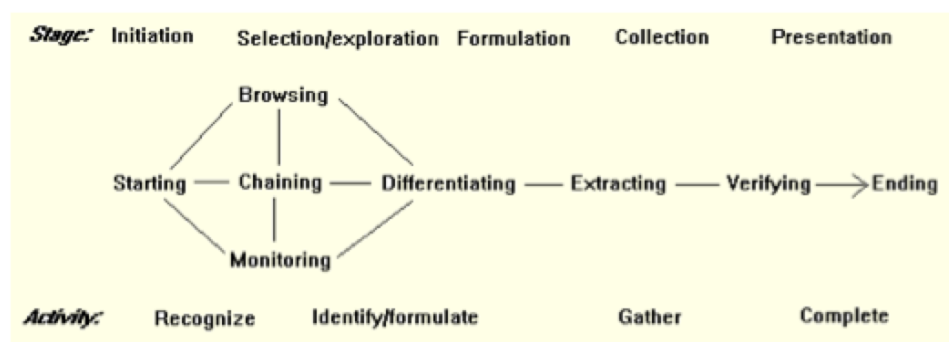 Stage: Initiation Selection/exploration Formulation Collection Presentation
Browsing
Starting Chaining Differentiating Extracting Verifying Ending
Monitoring
Activity: Recognize Identify/formulate Gather Complete